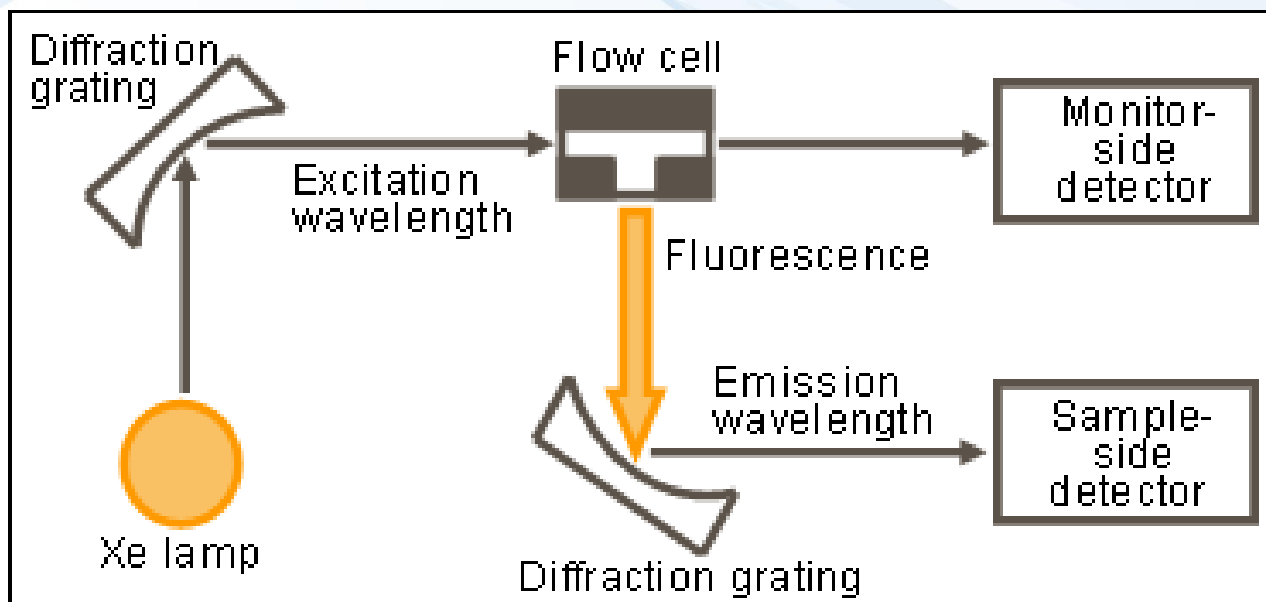 Diffraction
grating
Flow cell
Monitor-
side
detector
Excitation
wavelength
Fluorescence
Emission
wavelength
Sample-
side
detector
Xe lamp
Diffraction grating